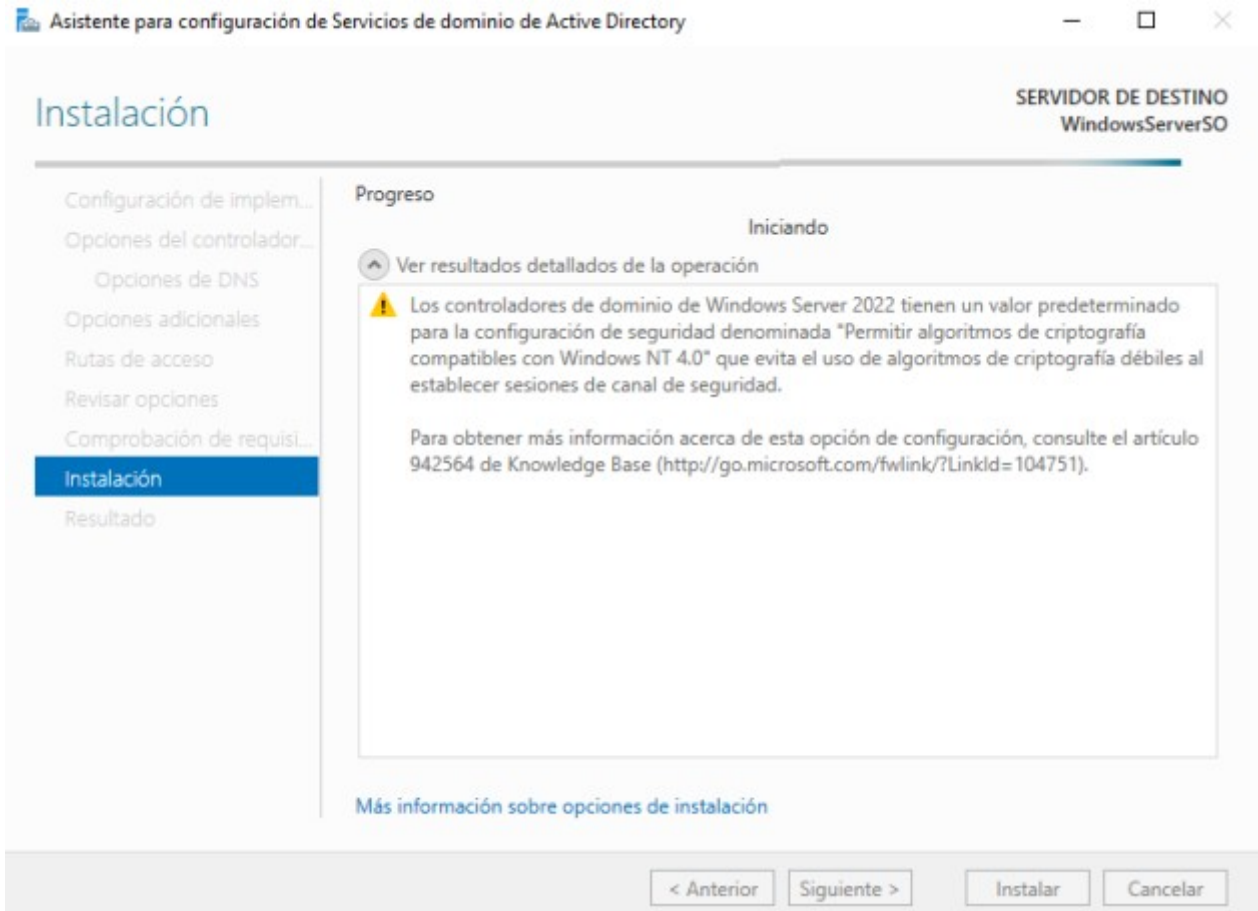 Asistente para configuración de Servicios de dominio de Active Directory
Instalación
SERVIDOR DE DESTINO
WindowsServerSO
Configuración de implem...
Opciones del controlador...
Opciones de DNS
Opciones adicionales
Rutas de acceso
Revisar opciones
Comprobación de requisi...
Instalación
Resultado
Progreso
Iniciando
Ver resultados detallados de la operación
Los controladores de dominio de Windows Server 2022 tienen un valor predeterminado
para la configuración de seguridad denominada "Permitir algoritmos de criptografía
compatibles con Windows NT 4.0" que evita el uso de algoritmos de criptografía débiles al
establecer sesiones de canal de seguridad.
Para obtener más información acerca de esta opción de configuración, consulte el artículo
942564 de Knowledge Base (http://go.microsoft.com/fwlink/?LinkId=104751).
Más información sobre opciones de instalación
< Anterior
Siguiente >
Instalar
Cancelar